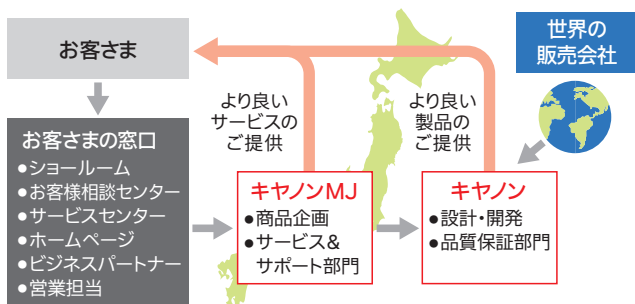 お客さま
お客さまの窓口
●ショールーム
●お客様相談センター
●サービスセンター
●ホームページ
●ビジネスパートナー
●営業担当
より良い
サービスの
ご提供
キヤノンMJ
●商品企画
●サービス&
サポート部門
より良い
製品の
ご提供
キヤノン
●設計・開発
●品質保証部門
世界の
販売会社